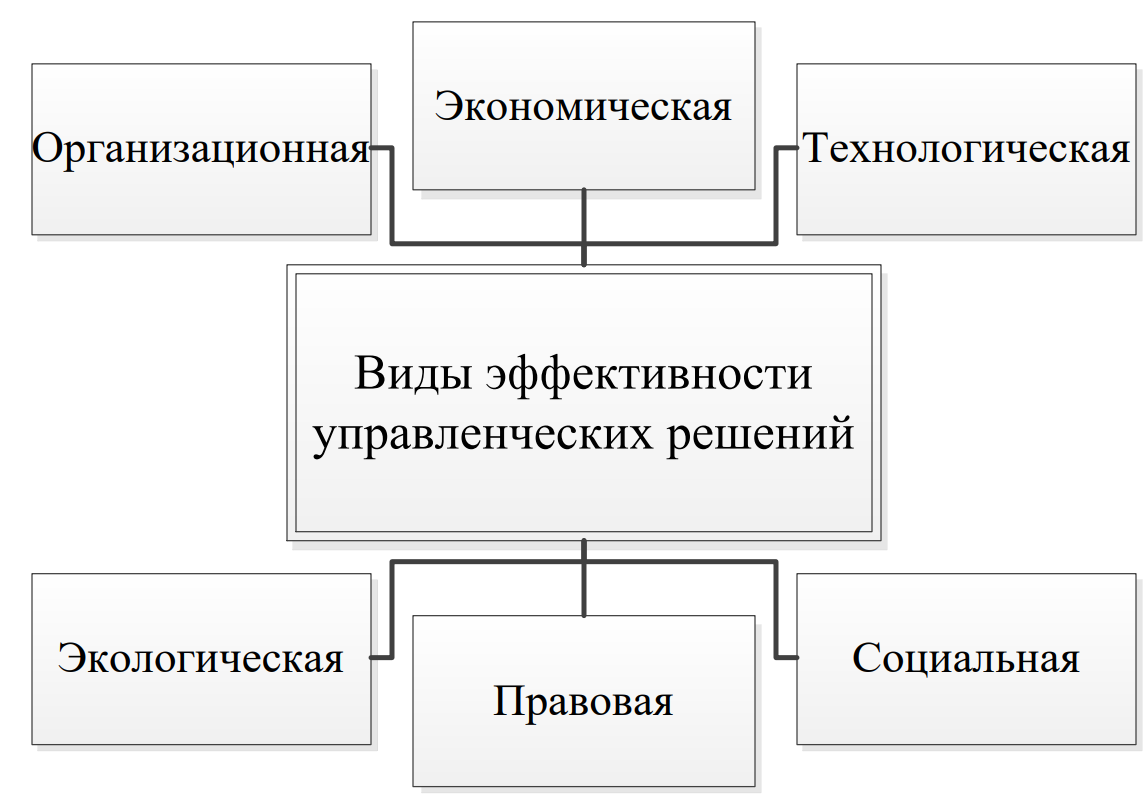 Экономическая
Организационная
Технологическая
Виды эффективности
управленческих решений
Экологическая
Социальная
Правовая